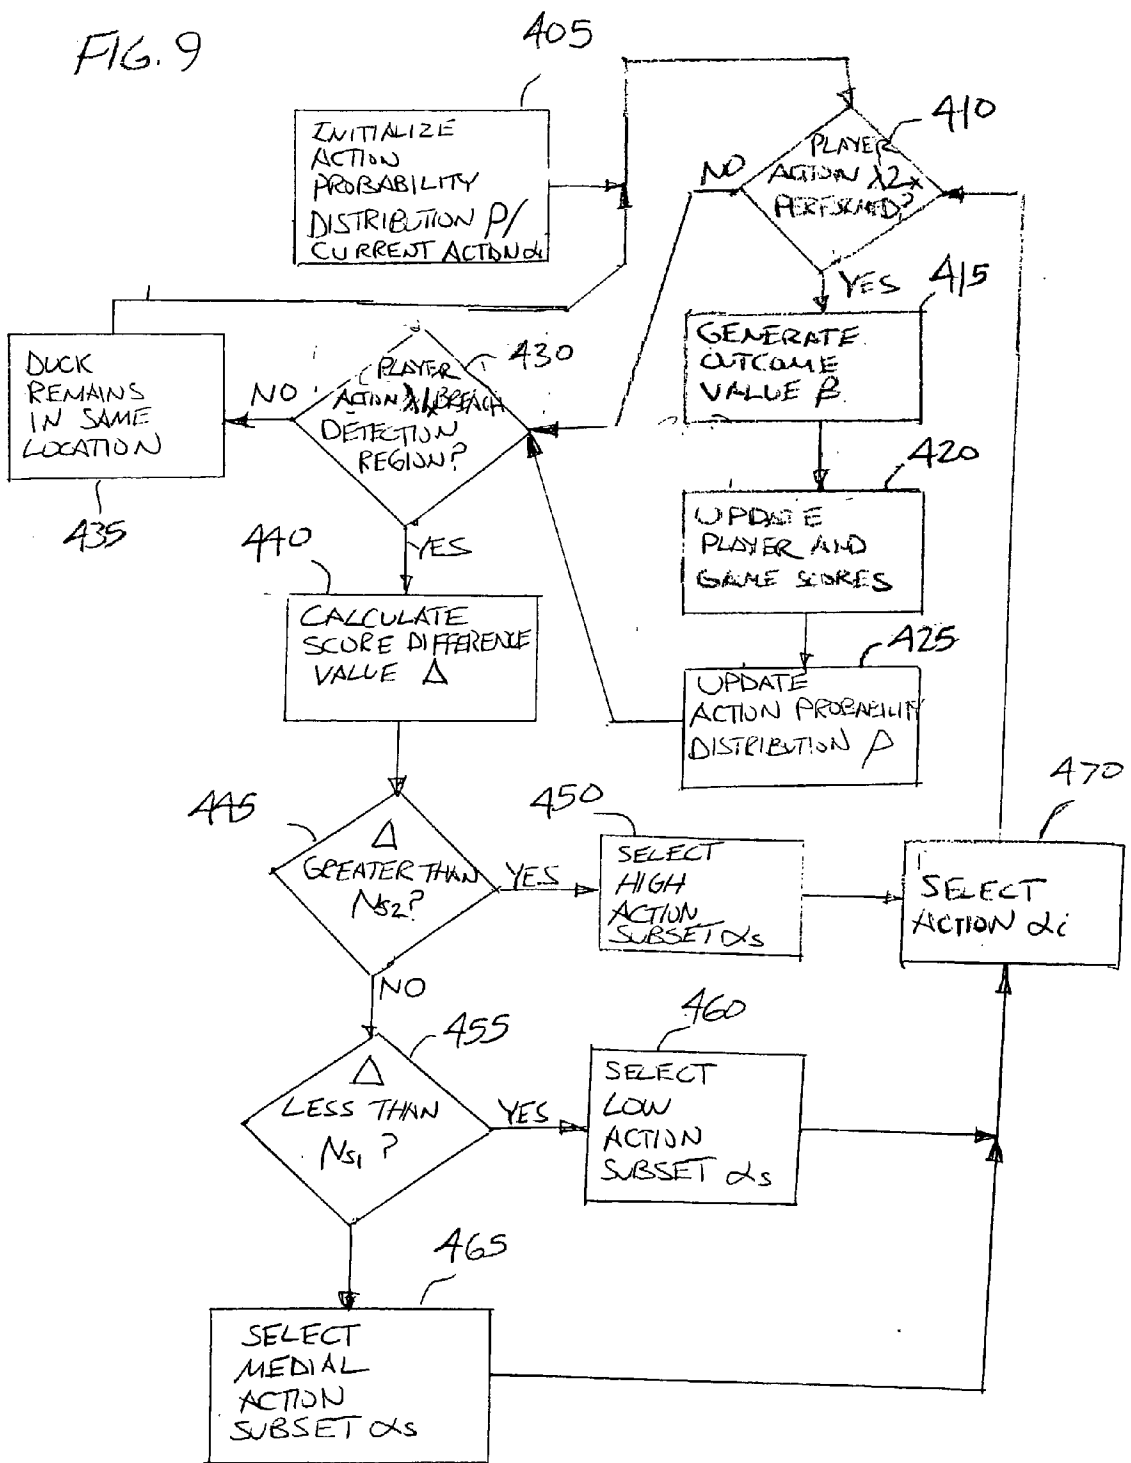 FIG. 9
405
INITIALIZE
ACTION
PROBABILITY
DISTRIBUTION P/
CURRENT ACTION αi
410
PLAYER
ACTION λ2x
PERFORMED?
NO
YES
415
GENERATE
OUTCOME
VALUE β
420
UPDATE
PLAYER AND
GAME SCORES
425
UPDATE
ACTION PROBABILITY
DISTRIBUTION P
430
PLAYER
ACTION λ1x BREACH
DETECTION
REGION?
NO
YES
DUCK
REMAINS
IN SAME
LOCATION
435
440
CALCULATE
SCORE DIFFERENCE
VALUE Δ
445
Δ
GREATER THAN
NS2?
YES
NO
450
SELECT
HIGH
ACTION
SUBSET αs
470
SELECT
ACTION αi
455
Δ
LESS THAN
NS1?
YES
460
SELECT
LOW
ACTION
SUBSET αs
465
SELECT
MEDIAL
ACTION
SUBSET αs